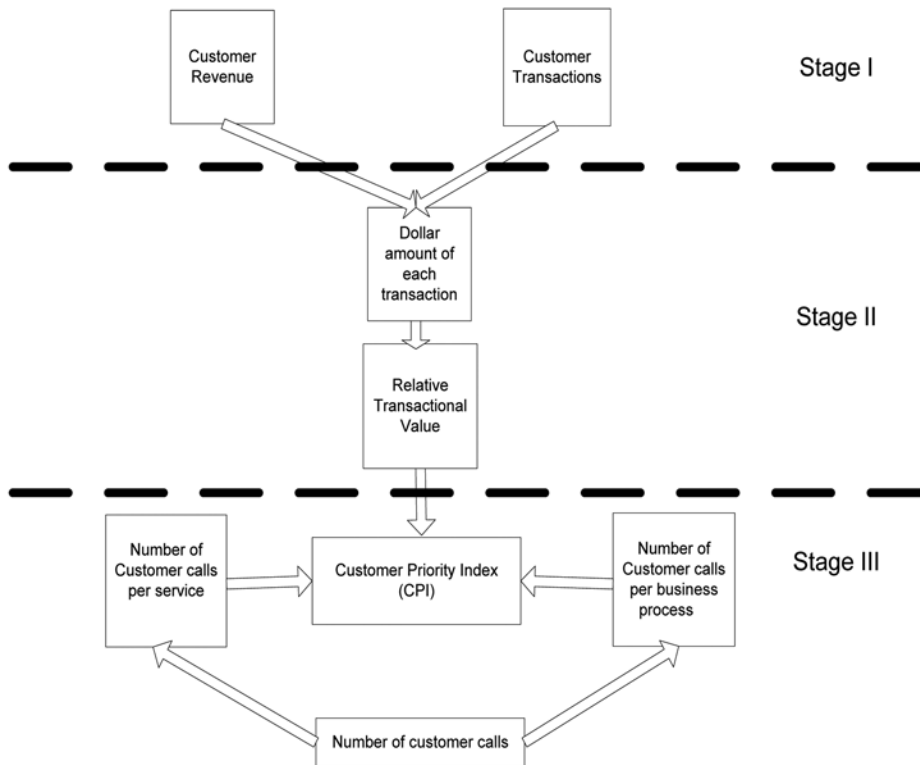 Customer
Revenue
Customer
Transactions
Stage I
Dollar
amount of
each
transaction
Stage II
Relative
Transactional
Value
Number of
Customer calls
per service
Customer Priority Index
(CPI)
Number of
Customer calls
per business
process
Stage III
Number of customer calls